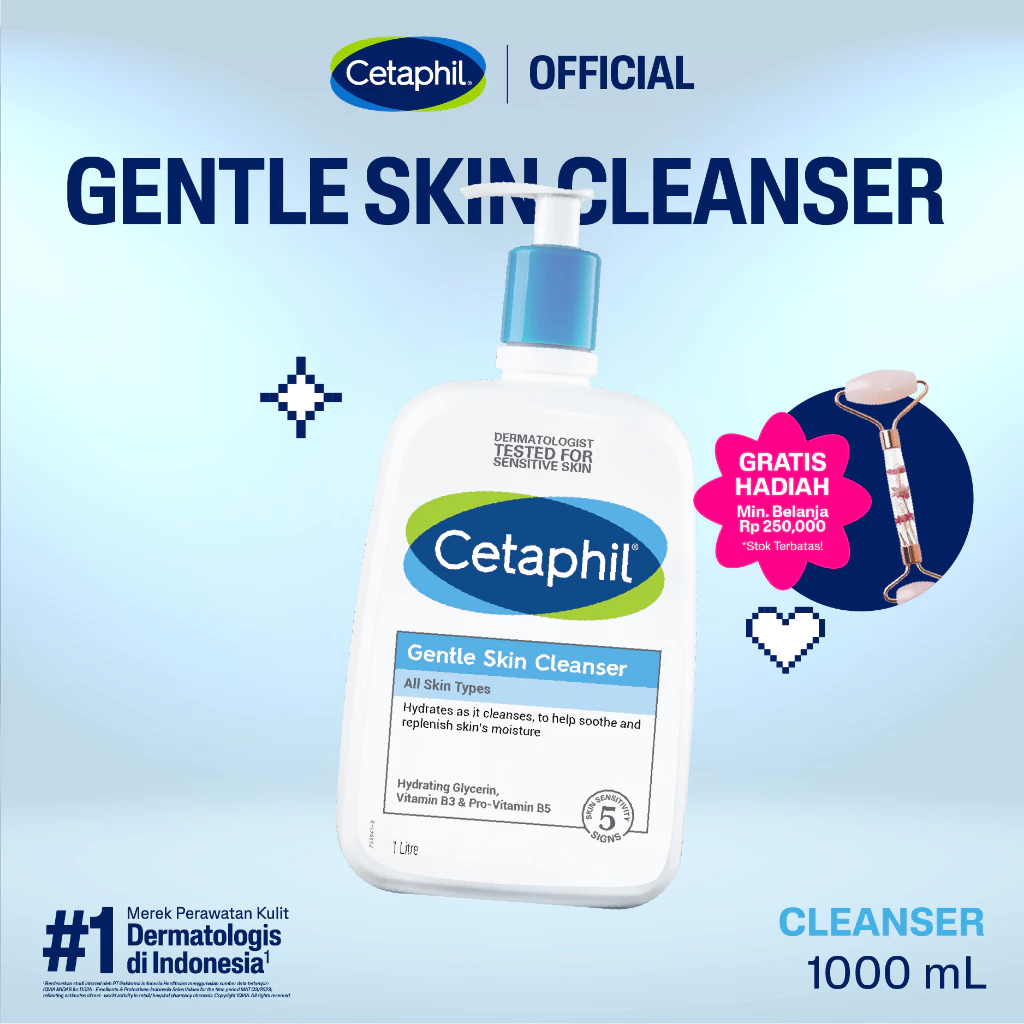 Cetaphil®
OFFICIAL
GENTLE SKIN CLEANSER
DERMATOLOGIST
TESTED FOR
SENSITIVE SKIN
Cetaphil®
Gentle Skin Cleanser
All Skin Types
Hydrates as it cleanses, to help soothe and
replenish skin's moisture
Hydrating Glycerin,
Vitamin B3 & Pro-Vitamin B5
SKIN SENSITIVITY
5
SIGNS
1 Litre
GRATIS
HADIAH
Min. Belanja
Rp 250,000
*Stok Terbatas!
#1
Merek Perawatan Kulit
Dermatologis
di Indonesia¹
CLEANSER
1000 mL